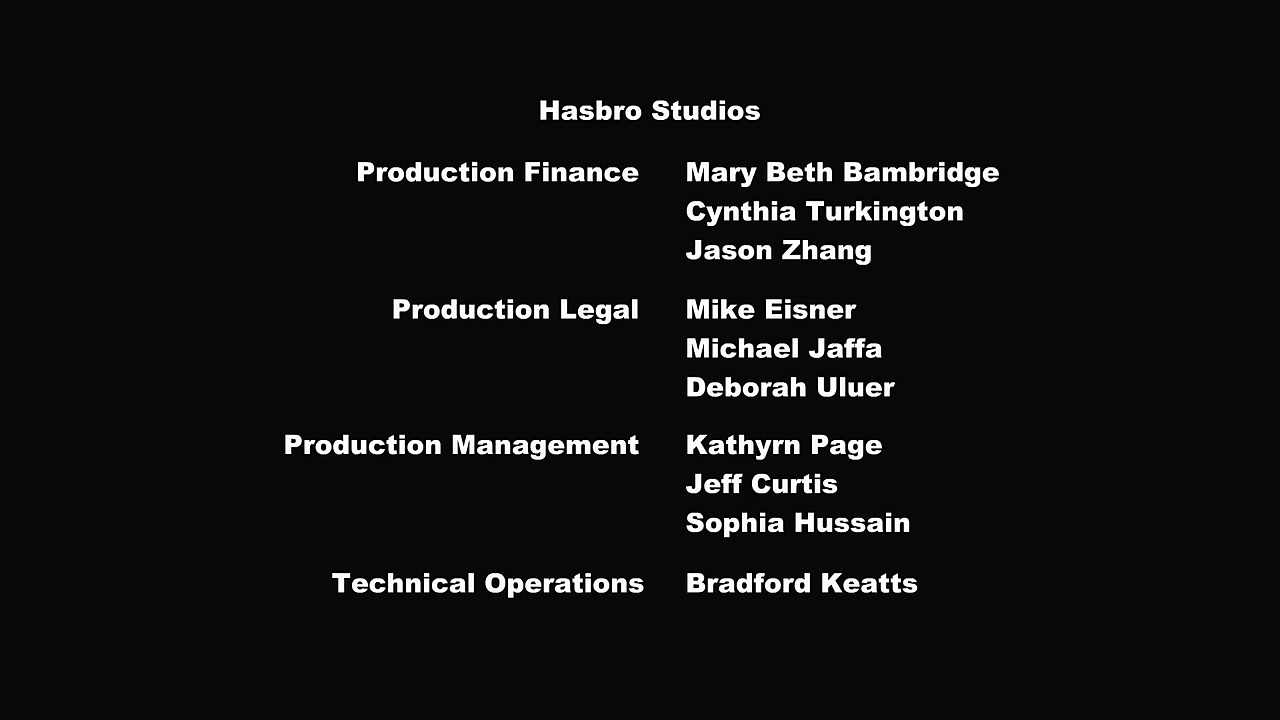 Hasbro Studios
Production Finance Mary Beth Bambridge
Cynthia Turkington
Jason Zhang
Production Legal Mike Eisner
Michael Jaffa
Deborah Uluer
Production Management Kathyrn Page
Jeff Curtis
Sophia Hussain
Technical Operations Bradford Keatts